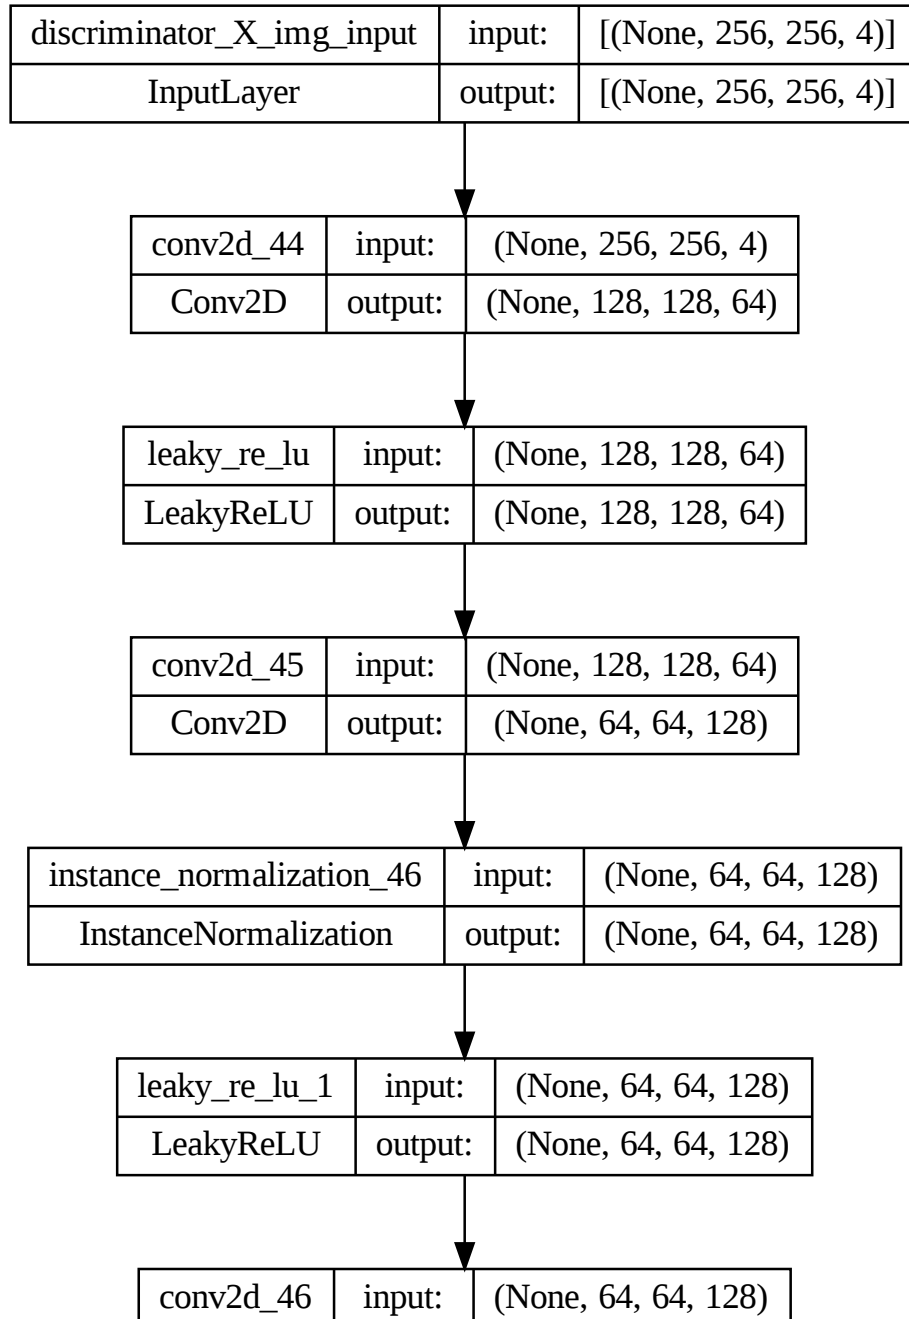 discriminator_X_img_input input: [(None, 256, 256, 4)]
InputLayer output: [(None, 256, 256, 4)]
conv2d_44 input: (None, 256, 256, 4)
Conv2D output: (None, 128, 128, 64)
leaky_re_lu input: (None, 128, 128, 64)
LeakyReLU output: (None, 128, 128, 64)
conv2d_45 input: (None, 128, 128, 64)
Conv2D output: (None, 64, 64, 128)
instance_normalization_46 input: (None, 64, 64, 128)
InstanceNormalization output: (None, 64, 64, 128)
leaky_re_lu_1 input: (None, 64, 64, 128)
LeakyReLU output: (None, 64, 64, 128)
conv2d_46 input: (None, 64, 64, 128)